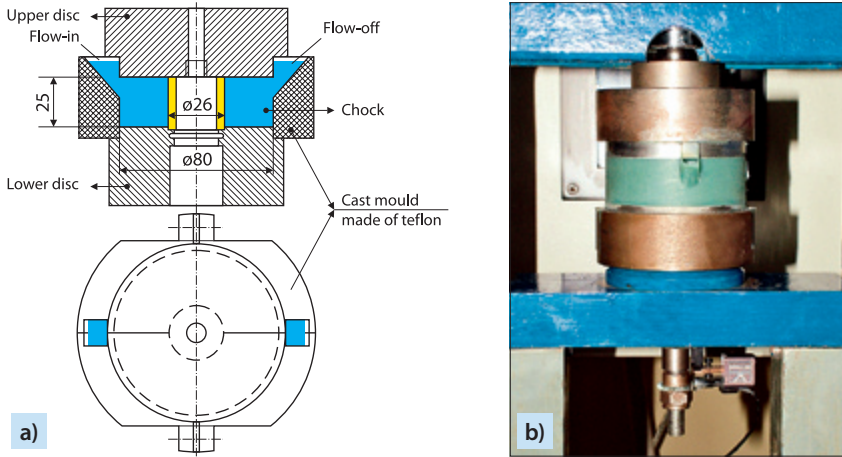 Upper disc
Flow-in
Flow-off
25
ø26
Chock
ø80
Lower disc
Cast mould
made of teflon
a)
b)